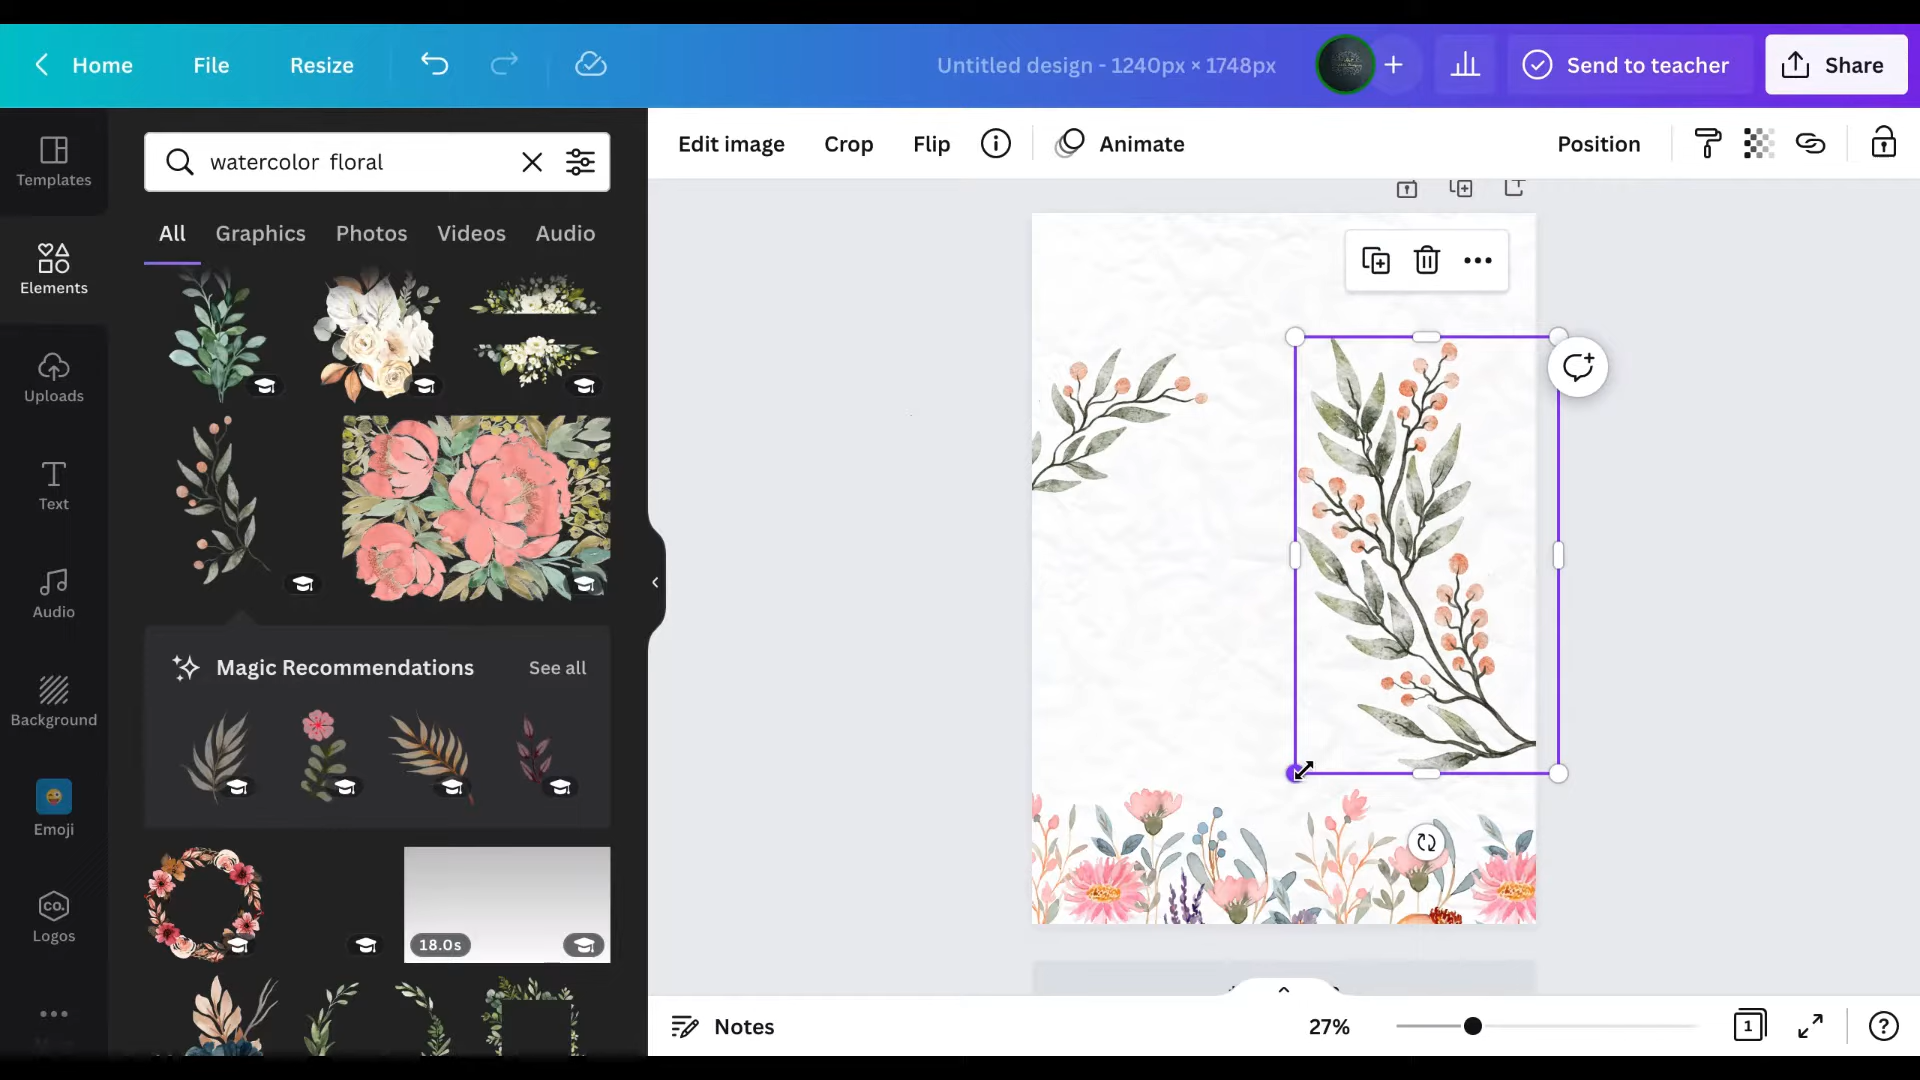 Home File Resize Untitled design - 1240px × 1748px + Send to teacher Share
Templates
Elements
Uploads
Text
Audio
Background
Emoji
CO.
Logos
watercolor floral
All Graphics Photos Videos Audio
Magic Recommendations See all
18.0s
Edit image Crop Flip Animate Position
Notes 27% 1 ?